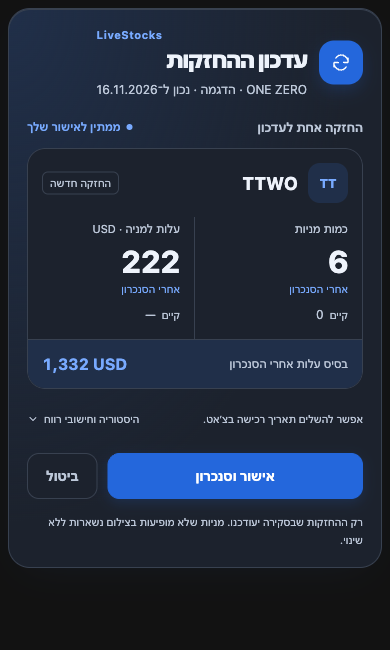 LiveStocks
עדכון ההחזקות
ONE ZERO · הדגמה · נכון ל־16.11.2026
החזקה אחת לעדכון
ממתין לאישור שלך
TT
TTWO
החזקה חדשה
כמות מניות
6
אחרי הסנכרון
קיים 0
עלות למניה · USD
222
אחרי הסנכרון
קיים —
בסיס עלות אחרי הסנכרון
1,332 USD
אפשר להשלים תאריך רכישה בצ׳אט.
היסטוריה וחישובי רווח
אישור וסנכרון
ביטול
רק ההחזקות שבסקירה יעודכנו. מניות שלא מופיעות בצילום נשארות ללא
שינוי.